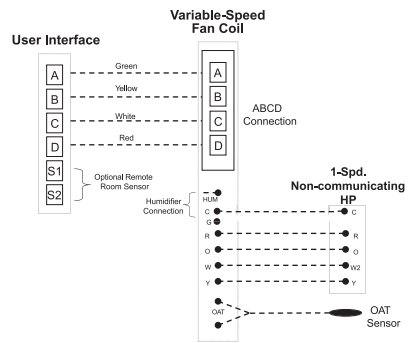 Variable-Speed
Fan Coil
User Interface
A
Green
A
B
Yellow
B
C
White
C
D
Red
D
ABCD
Connection
S1
S2
Optional Remote
Room Sensor
1-Spd.
Non-communicating
HP
HUM
Humidifier
Connection
C
C
G
R
R
O
O
W
W2
Y
Y
OAT
OAT
Sensor